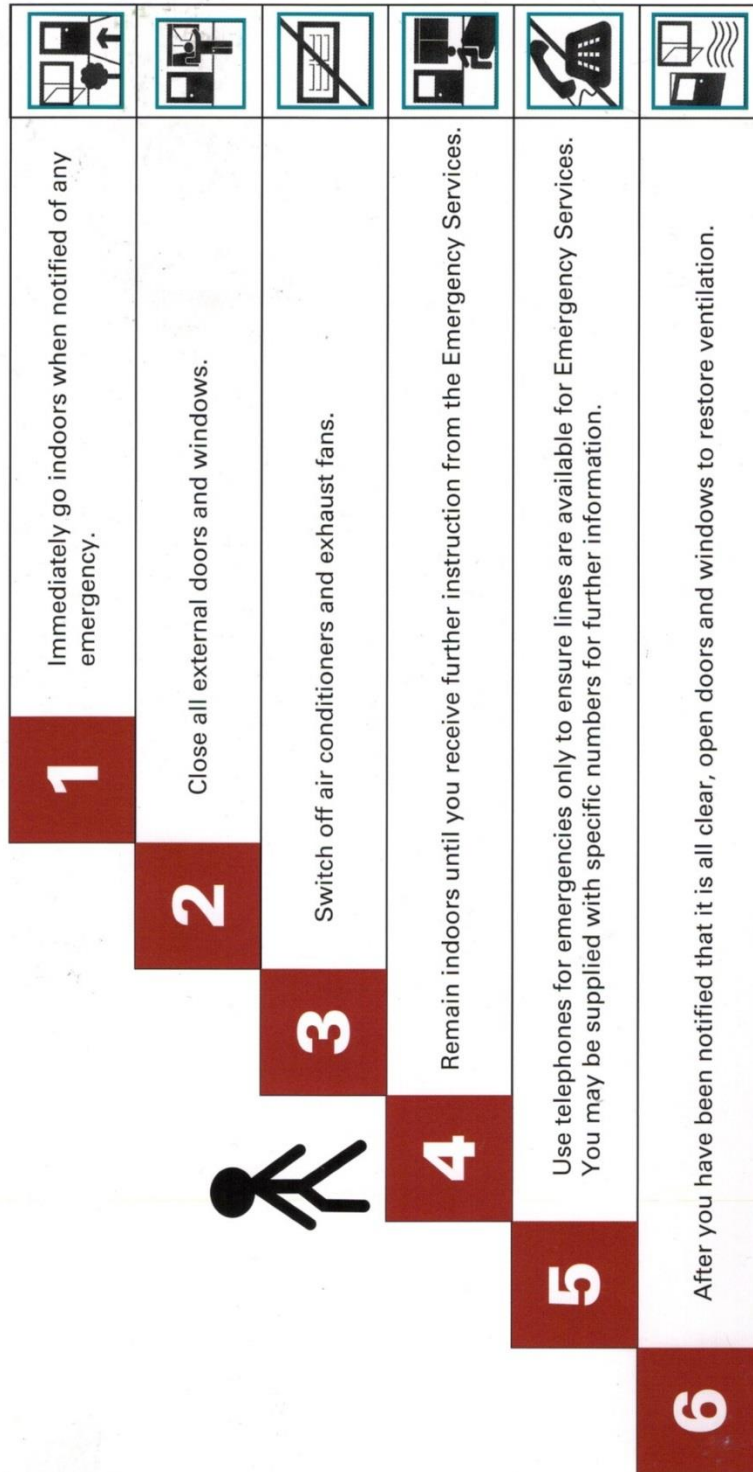 1
Immediately go indoors when notified of any
emergency.
2
Close all external doors and windows.
3
Switch off air conditioners and exhaust fans.
4
Remain indoors until you receive further instruction from the Emergency Services.
5
Use telephones for emergencies only to ensure lines are available for Emergency Services.
You may be supplied with specific numbers for further information.
6
After you have been notified that it is all clear, open doors and windows to restore ventilation.